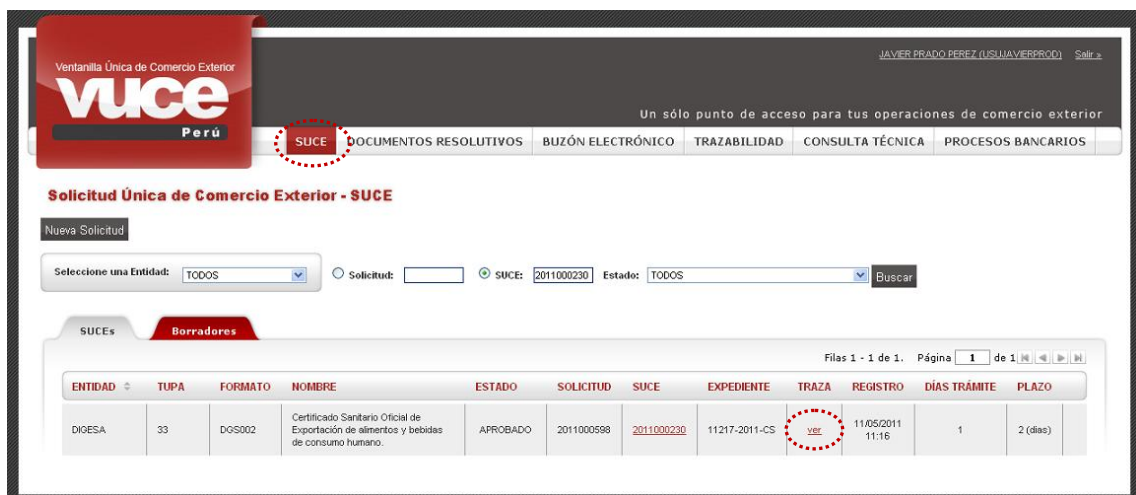 JAVIER PRADO PEREZ (USUJAVIERPROD) Salir »
Ventanilla Única de Comercio Exterior
vuce
Perú
Un sólo punto de acceso para tus operaciones de comercio exterior
SUCE DOCUMENTOS RESOLUTIVOS BUZÓN ELECTRÓNICO TRAZABILIDAD CONSULTA TÉCNICA PROCESOS BANCARIOS
Solicitud Única de Comercio Exterior - SUCE
Nueva Solicitud
Seleccione una Entidad: TODOS Solicitud: SUCE: 2011000230 Estado: TODOS Buscar
SUCEs Borradores
Filas 1 - 1 de 1. Página 1 de 1
ENTIDAD TUPA FORMATO NOMBRE ESTADO SOLICITUD SUCE EXPEDIENTE TRAZA REGISTRO DÍAS TRÁMITE PLAZO
DIGESA 33 DGS002 Certificado Sanitario Oficial de Exportación de alimentos y bebidas de consumo humano. APROBADO 2011000598 2011000230 11217-2011-CS ver 11/05/2011 11:16 1 2 (dias)